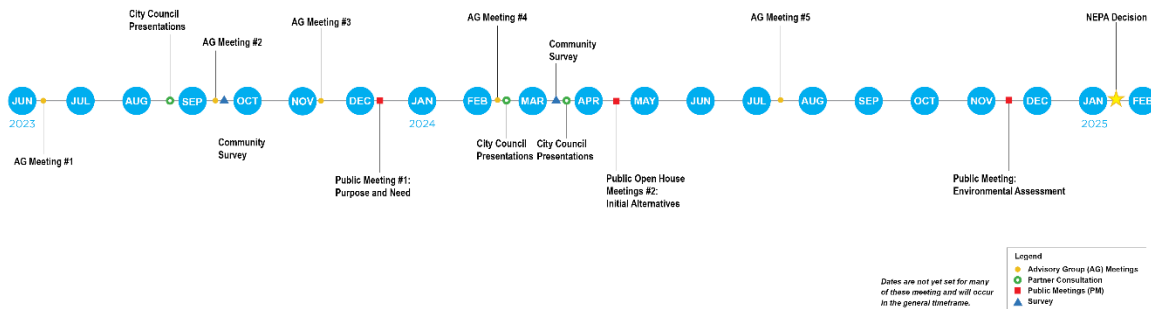 City Council
Presentations
AG Meeting #2
AG Meeting #3
AG Meeting #4
Community
Survey
AG Meeting #5
NEPA Decision
JUN
JUL
AUG
SEP
OCT
NOV
DEC
JAN
FEB
MAR
APR
MAY
JUN
JUL
AUG
SEP
OCT
NOV
DEC
JAN
FEB
2023
2024
2025
AG Meeting #1
Community
Survey
Public Meeting #1:
Purpose and Need
City Council
Presentations
City Council
Presentations
Public Open House
Meetings #2:
Initial Alternatives
Public Meeting:
Environmental Assessment
Dates are not yet set for many
of these meeting and will occur
in the general timeframe.
Legend
Advisory Group (AG) Meetings
Partner Consultation
Public Meetings (PM)
Survey